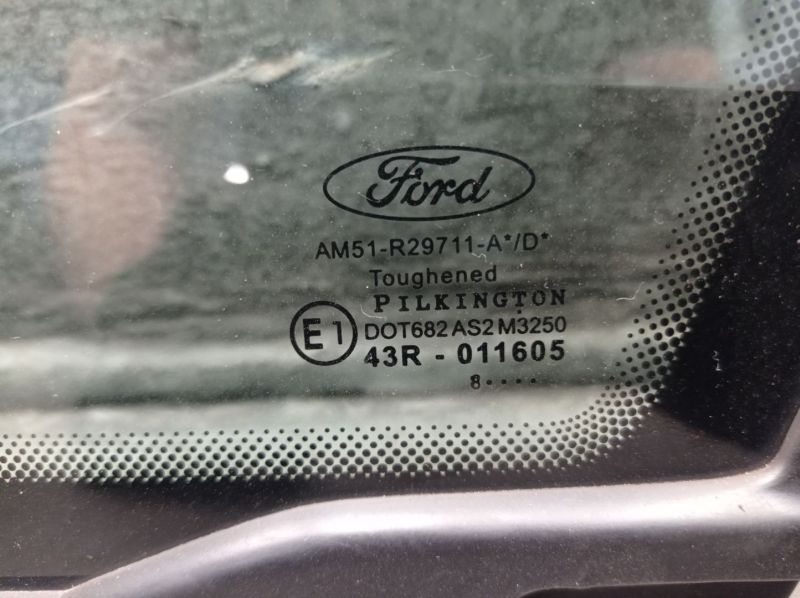 Ford
AM51-R29711-A*/D*
Toughened
PILKINGTON
E1
DOT682 AS2 M3250
43R - 011605
8····